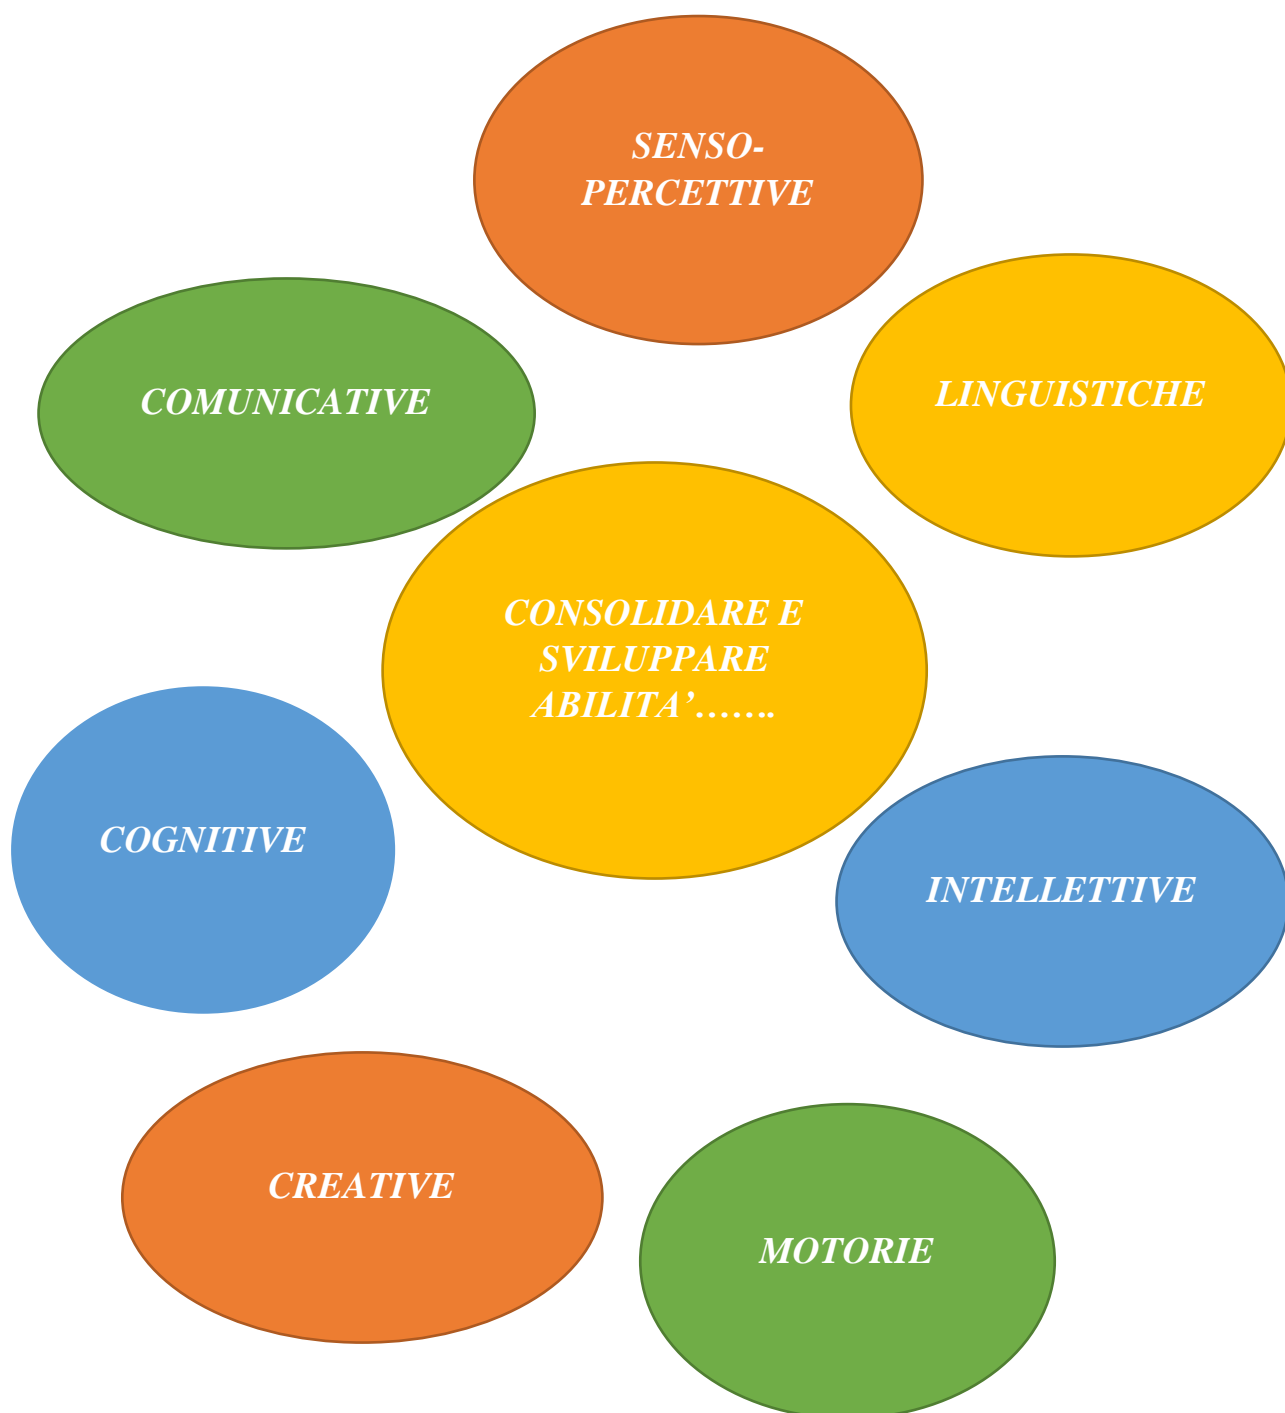 SENSO-
PERCETTIVE
COMUNICATIVE
LINGUISTICHE
CONSOLIDARE E
SVILUPPARE
ABILITA’…….
COGNITIVE
INTELLETTIVE
CREATIVE
MOTORIE